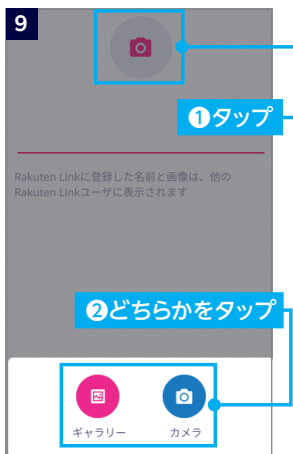 9
❶タップ
Rakuten Linkに登録した名前と画像は、他の
Rakuten Linkユーザに表示されます
❷どちらかをタップ
ギャラリー
カメラ